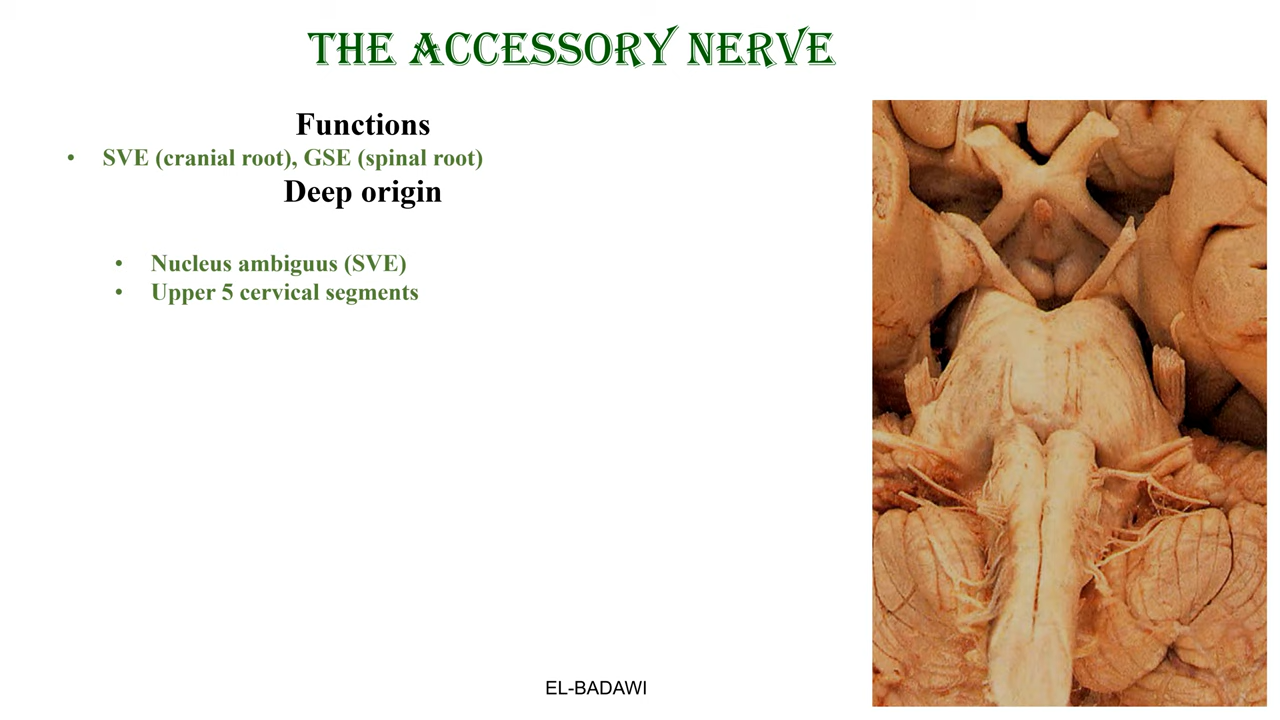 THE ACCESSORY NERVE
Functions
• SVE (cranial root), GSE (spinal root)
Deep origin
• Nucleus ambiguus (SVE)
• Upper 5 cervical segments
EL-BADAWI